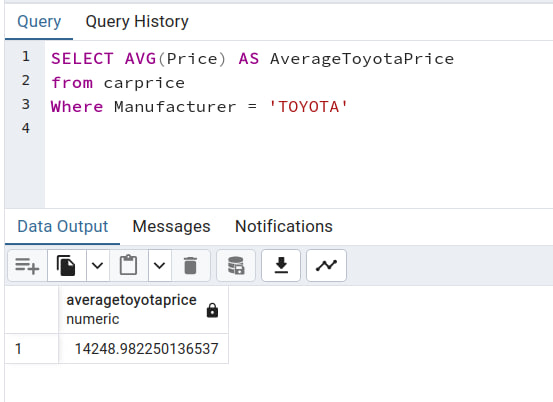 Query Query History
1 SELECT AVG(Price) AS AverageToyotaPrice
2 from carprice
3 Where Manufacturer = 'TOYOTA'
4
Data Output Messages Notifications
averagetoyotaprice
numeric
1 14248.982250136537